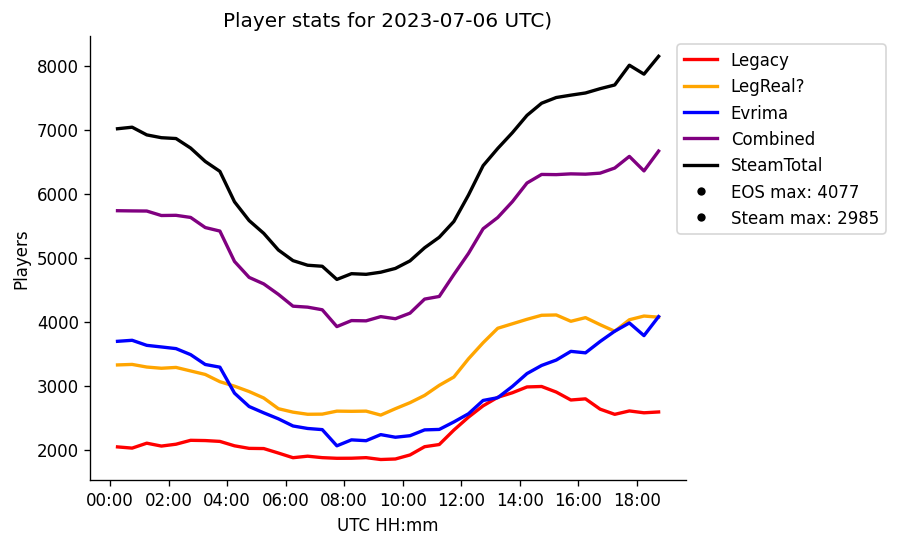 Player stats for 2023-07-06 UTC)
Legacy
LegReal?
Evrima
Combined
SteamTotal
EOS max: 4077
Steam max: 2985
8000
7000
6000
5000
4000
3000
2000
Players
00:00 02:00 04:00 06:00 08:00 10:00 12:00 14:00 16:00 18:00
UTC HH:mm